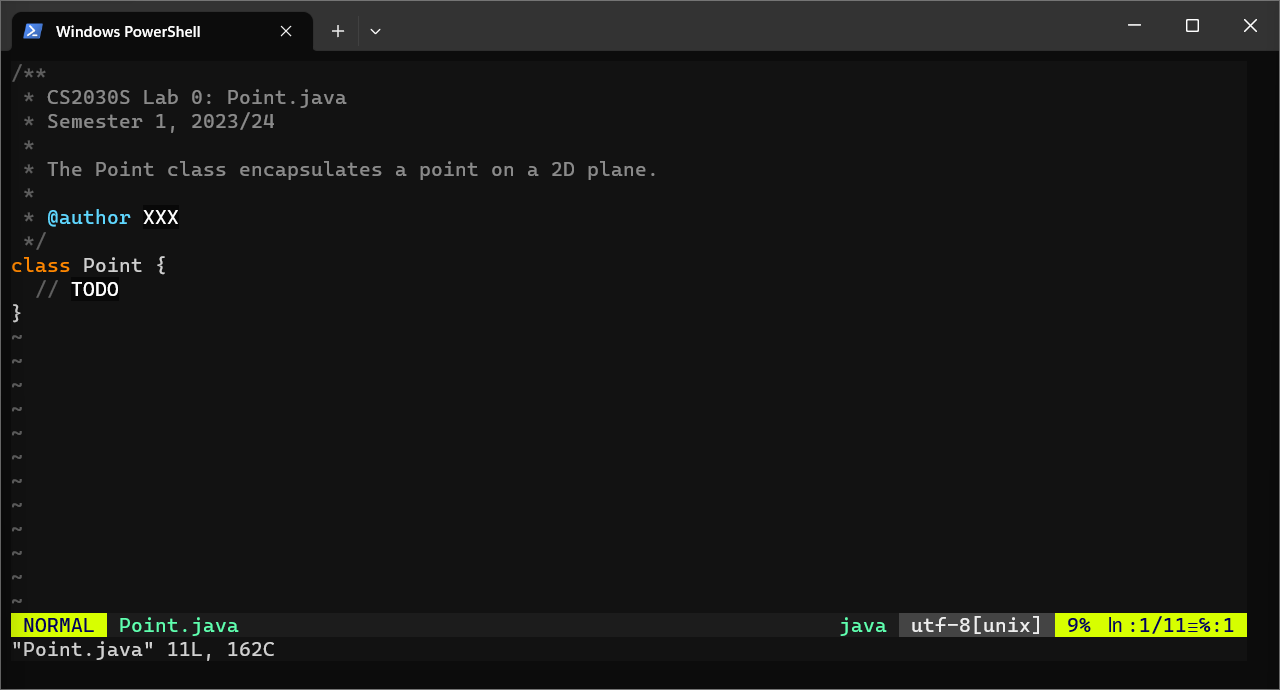 Windows PowerShell
/**
 * CS2030S Lab 0: Point.java
 * Semester 1, 2023/24
 *
 * The Point class encapsulates a point on a 2D plane.
 *
 * @author XXX
 */
class Point {
  // TODO
}
~
~
~
~
~
~
~
~
~
~
~
~
NORMAL Point.java java utf-8[unix] 9% ㏑:1/11≡℅:1
"Point.java" 11L, 162C